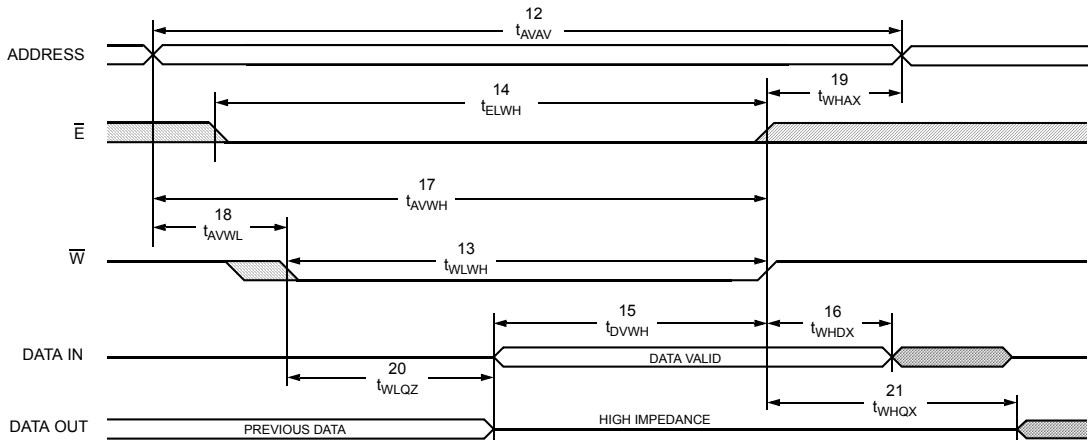 12
tAVAV
ADDRESS
19
tWHAX
14
tELWH
E
17
tAVWH
18
tAVWL
13
tWLWH
W
15
tDVWH
16
tWHDX
DATA IN
DATA VALID
20
tWLQZ
21
tWHQX
DATA OUT
PREVIOUS DATA
HIGH IMPEDANCE